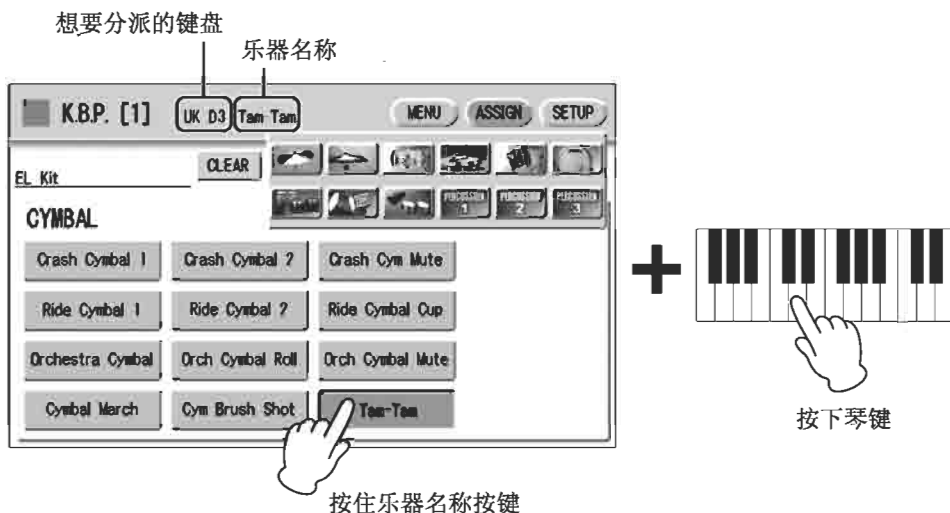 想要分派的键盘
乐器名称
K.B.P. [1] UK D3 Tam-Tam MENU ASSIGN SETUP
EL Kit CLEAR
PERCUSSION 1 PERCUSSION 2 PERCUSSION 3
CYMBAL
Crash Cymbal 1 Crash Cymbal 2 Crash Cym Mute
Ride Cymbal 1 Ride Cymbal 2 Ride Cymbal Cup
Orchestra Cymbal Orch Cymbal Roll Orch Cymbal Mute
Cymbal March Cym Brush Shot Tam-Tam
按下琴键
按住乐器名称按键